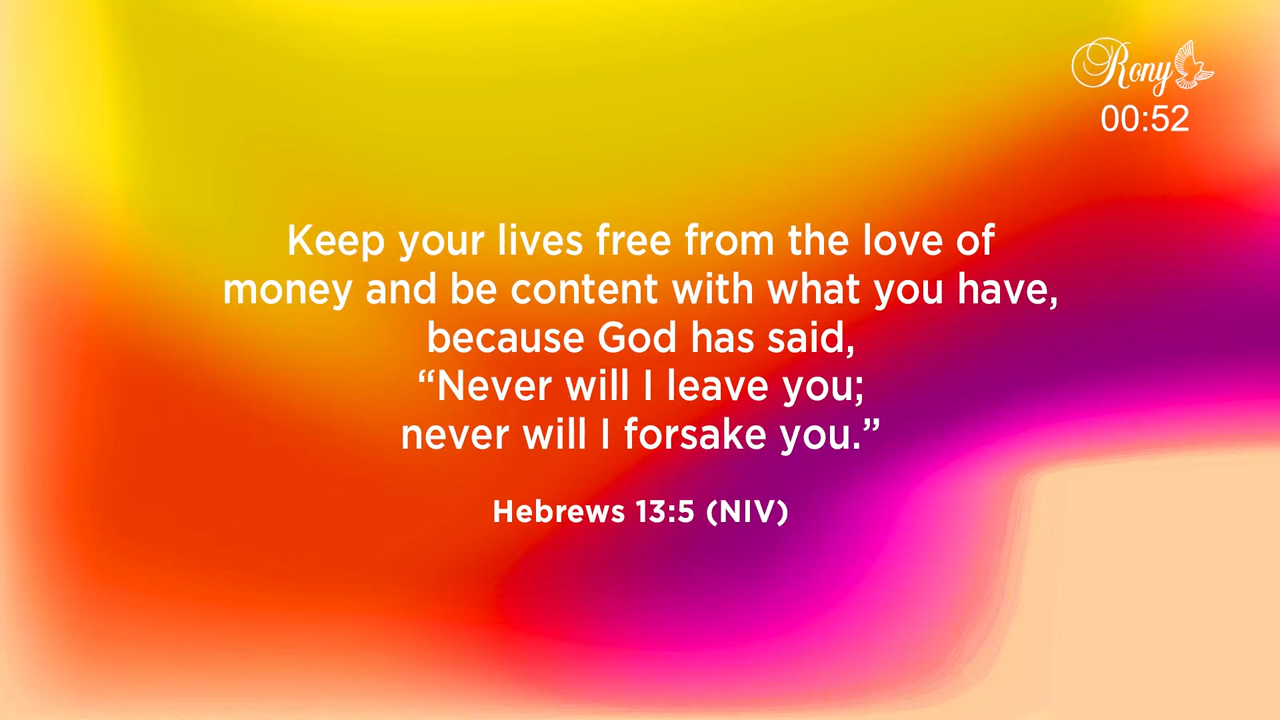 Rony
00:52
Keep your lives free from the love of
money and be content with what you have,
because God has said,
“Never will I leave you;
never will I forsake you.”
Hebrews 13:5 (NIV)